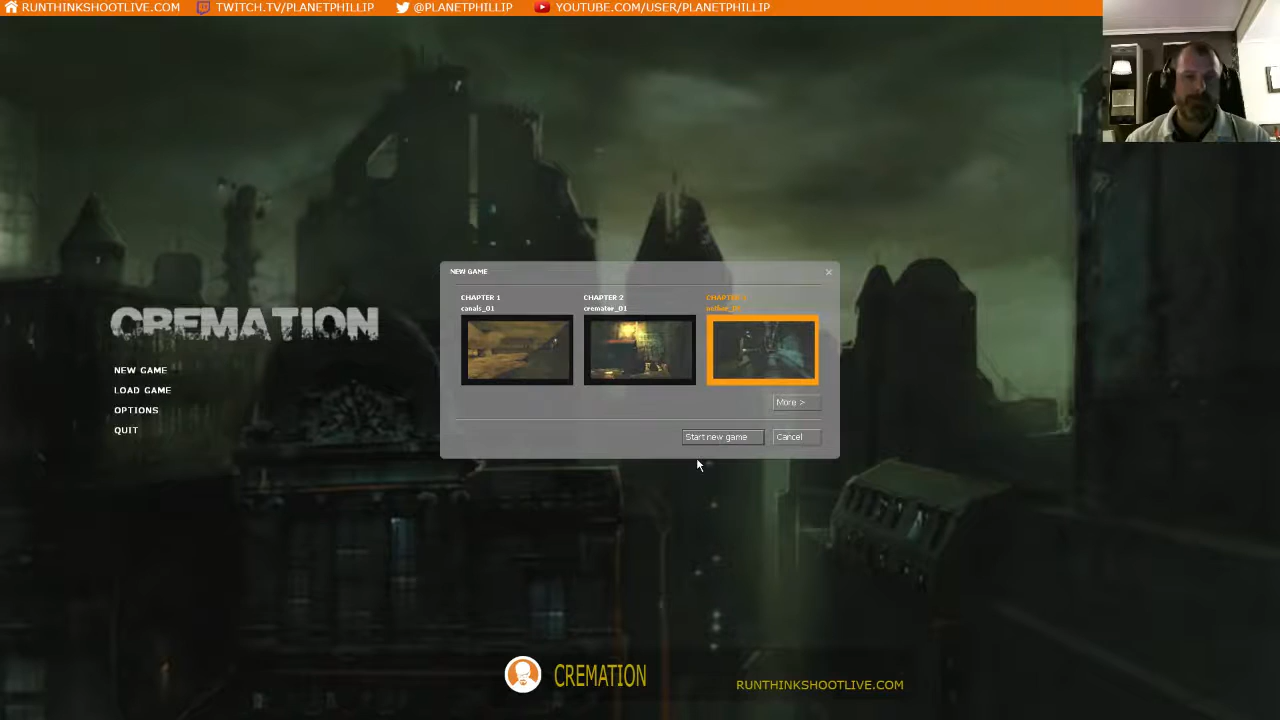 RUNTHINKSHOOTLIVE.COM TWITCH.TV/PLANETPHILLIP @PLANETPHILLIP YOUTUBE.COM/USER/PLANETPHILLIP
NEW GAME
CHAPTER 1 CHAPTER 2 CHAPTER
canals_01 cremator_01
CREMATION
NEW GAME
LOAD GAME
OPTIONS
QUIT
More >
Start new game Cancel
CREMATION
RUNTHINKSHOOTLIVE.COM